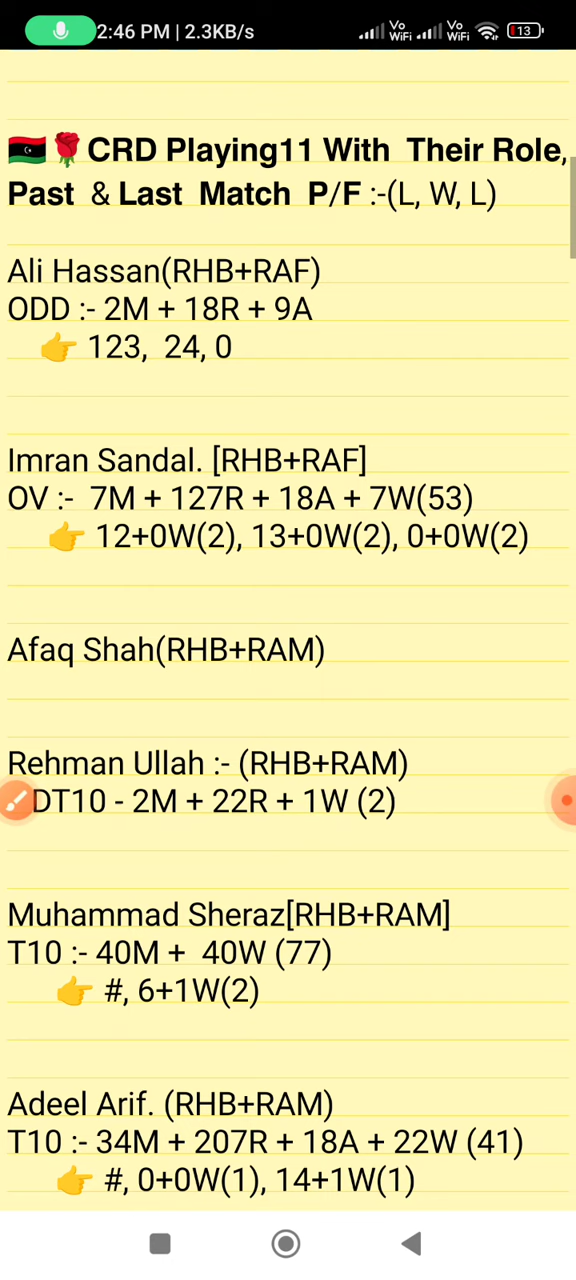 2:46 PM | 2.3KB/s Vo WiFi Vo WiFi 13
🇱🇾🌹CRD Playing11 With Their Role,
Past & Last Match P/F :-(L, W, L)
Ali Hassan(RHB+RAF)
ODD :- 2M + 18R + 9A
👉 123, 24, 0
Imran Sandal. [RHB+RAF]
OV :- 7M + 127R + 18A + 7W(53)
👉 12+0W(2), 13+0W(2), 0+0W(2)
Afaq Shah(RHB+RAM)
Rehman Ullah :- (RHB+RAM)
DT10 - 2M + 22R + 1W (2)
Muhammad Sheraz[RHB+RAM]
T10 :- 40M + 40W (77)
👉 #, 6+1W(2)
Adeel Arif. (RHB+RAM)
T10 :- 34M + 207R + 18A + 22W (41)
👉 #, 0+0W(1), 14+1W(1)